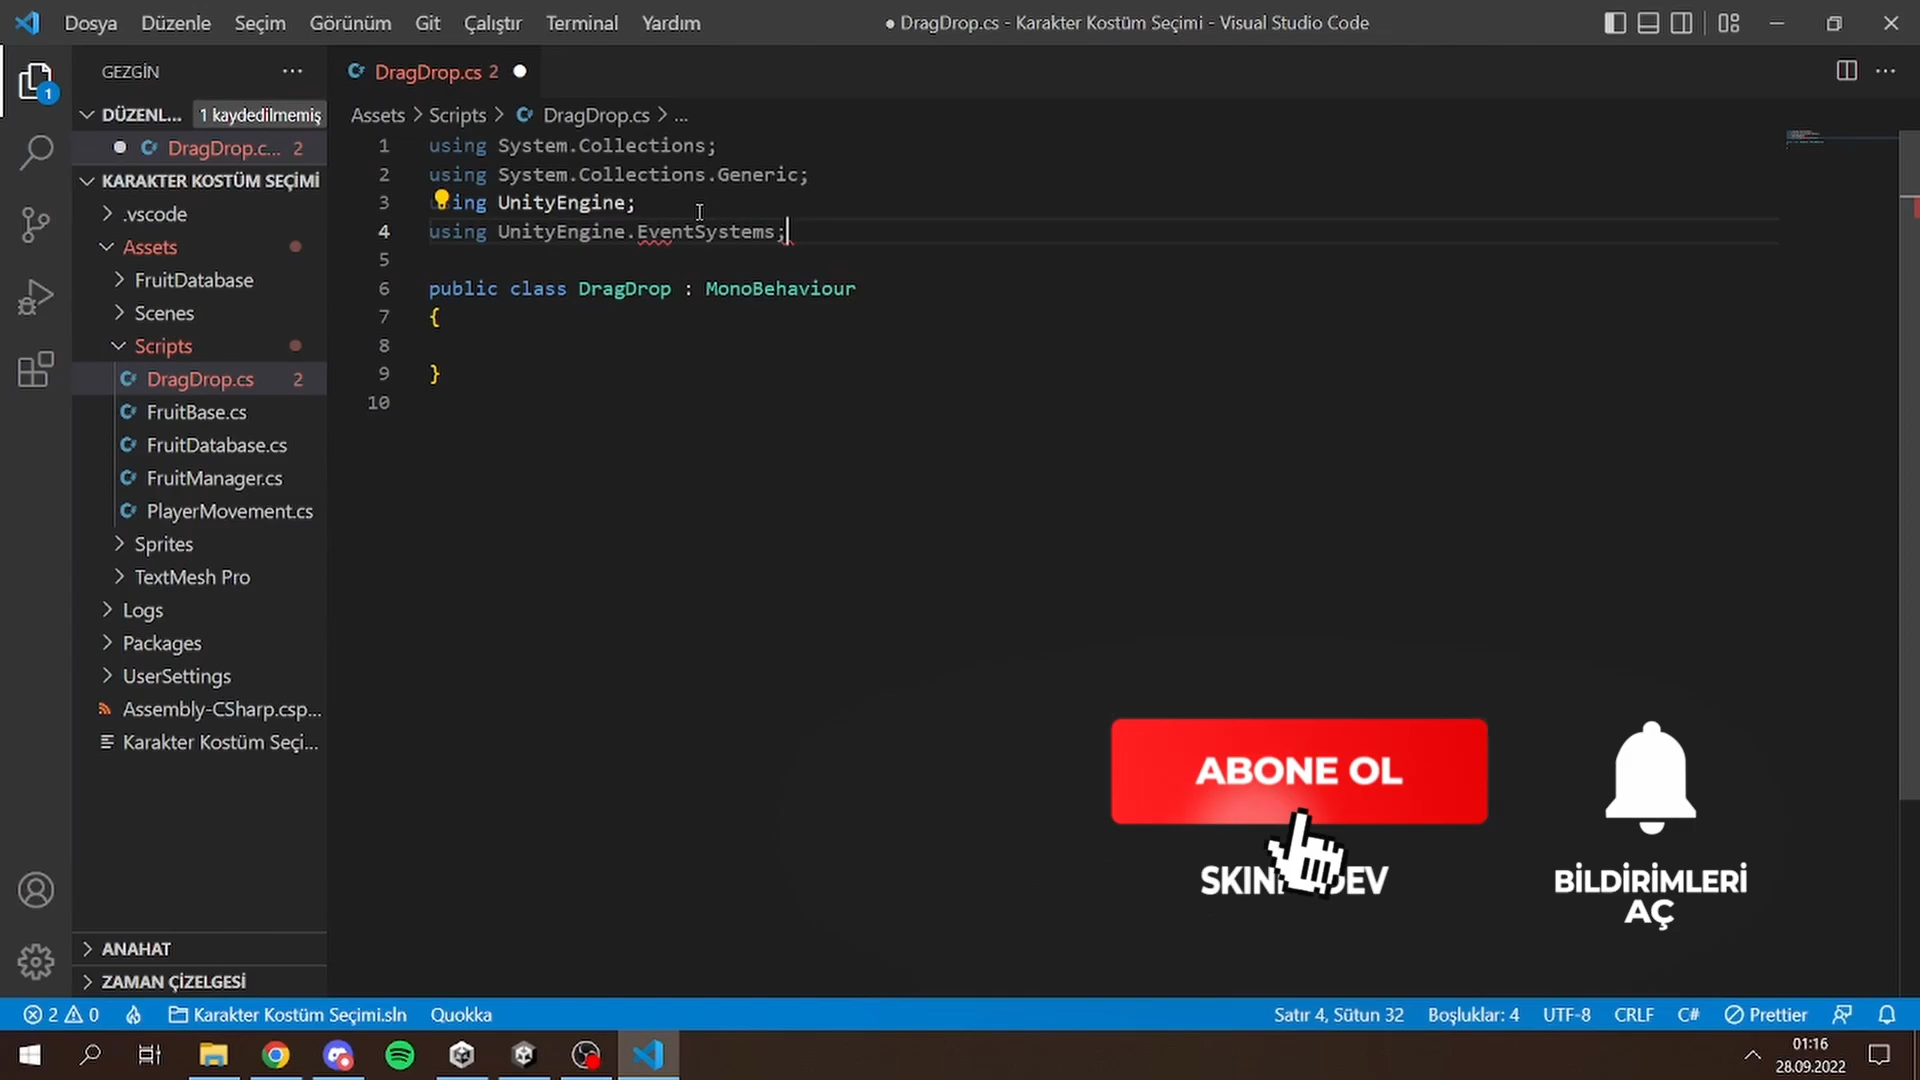 Dosya Düzenle Seçim Görünüm Git Çalıştır Terminal Yardım
● DragDrop.cs - Karakter Kostüm Seçimi - Visual Studio Code
GEZGİN
1
DÜZENL... 1 kaydedilmemiş
DragDrop.c... 2
KARAKTER KOSTÜM SEÇİMİ
.vscode
Assets
FruitDatabase
Scenes
Scripts
DragDrop.cs 2
FruitBase.cs
FruitDatabase.cs
FruitManager.cs
PlayerMovement.cs
Sprites
TextMesh Pro
Logs
Packages
UserSettings
Assembly-CSharp.csp...
Karakter Kostüm Seçi...
ANAHAT
ZAMAN ÇİZELGESİ
DragDrop.cs 2
Assets > Scripts > DragDrop.cs > ...
1 using System.Collections;
2 using System.Collections.Generic;
3 using UnityEngine;
4 using UnityEngine.EventSystems;
5
6 public class DragDrop : MonoBehaviour
7 {
8
9 }
10
ABONE OL
BİLDİRİMLERİ
AÇ
2 0 Karakter Kostüm Seçimi.sln Quokka
Satır 4, Sütun 32 Boşluklar: 4 UTF-8 CRLF C# Prettier
01:16
28.09.2022